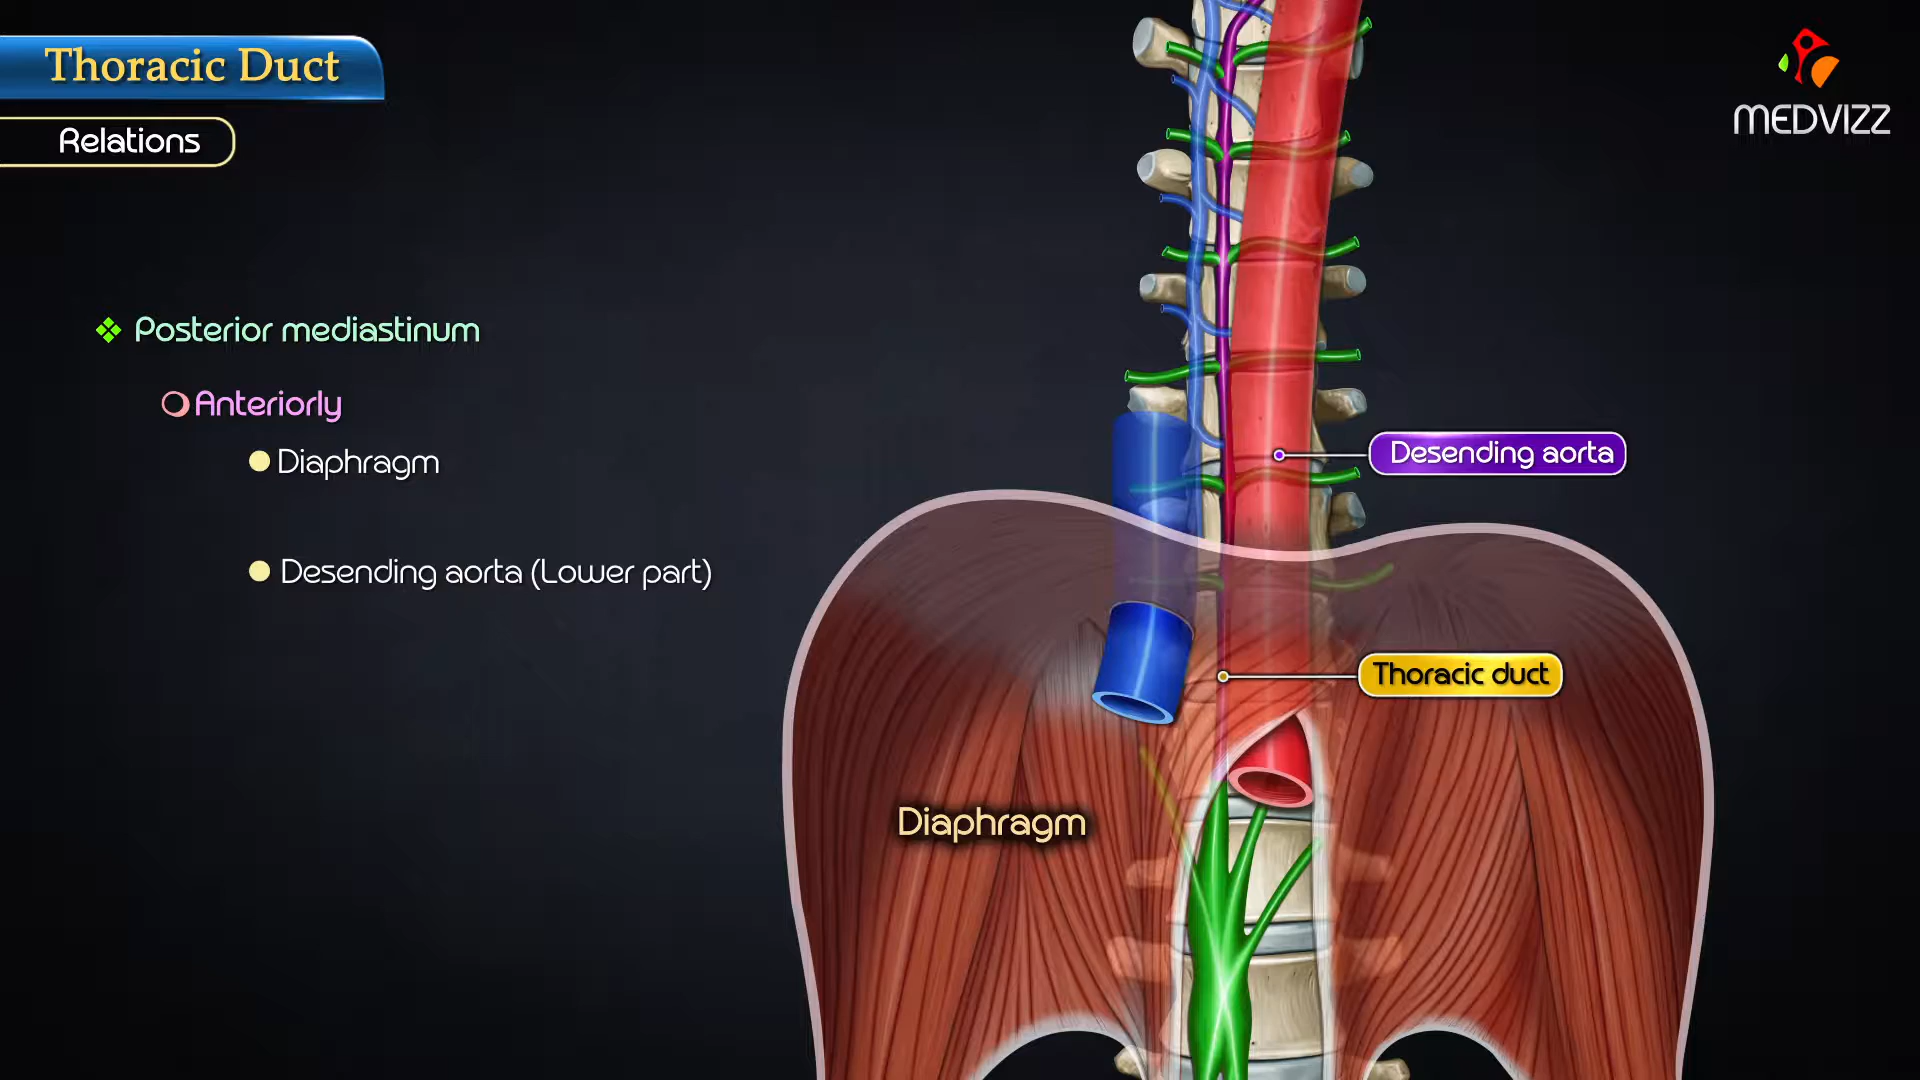 Thoracic Duct
Relations
MEDVIZZ
Posterior mediastinum
Anteriorly
Diaphragm
Desending aorta (Lower part)
Desending aorta
Thoracic duct
Diaphragm